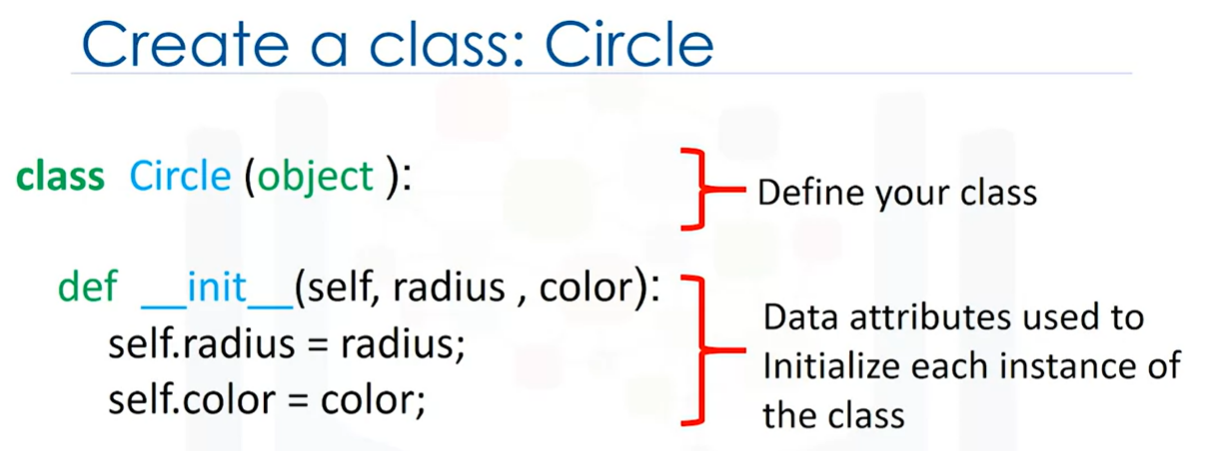 Create a class: Circle
class Circle (object ):
Define your class
def __init__(self, radius , color):
self.radius = radius;
self.color = color;
Data attributes used to
Initialize each instance of
the class